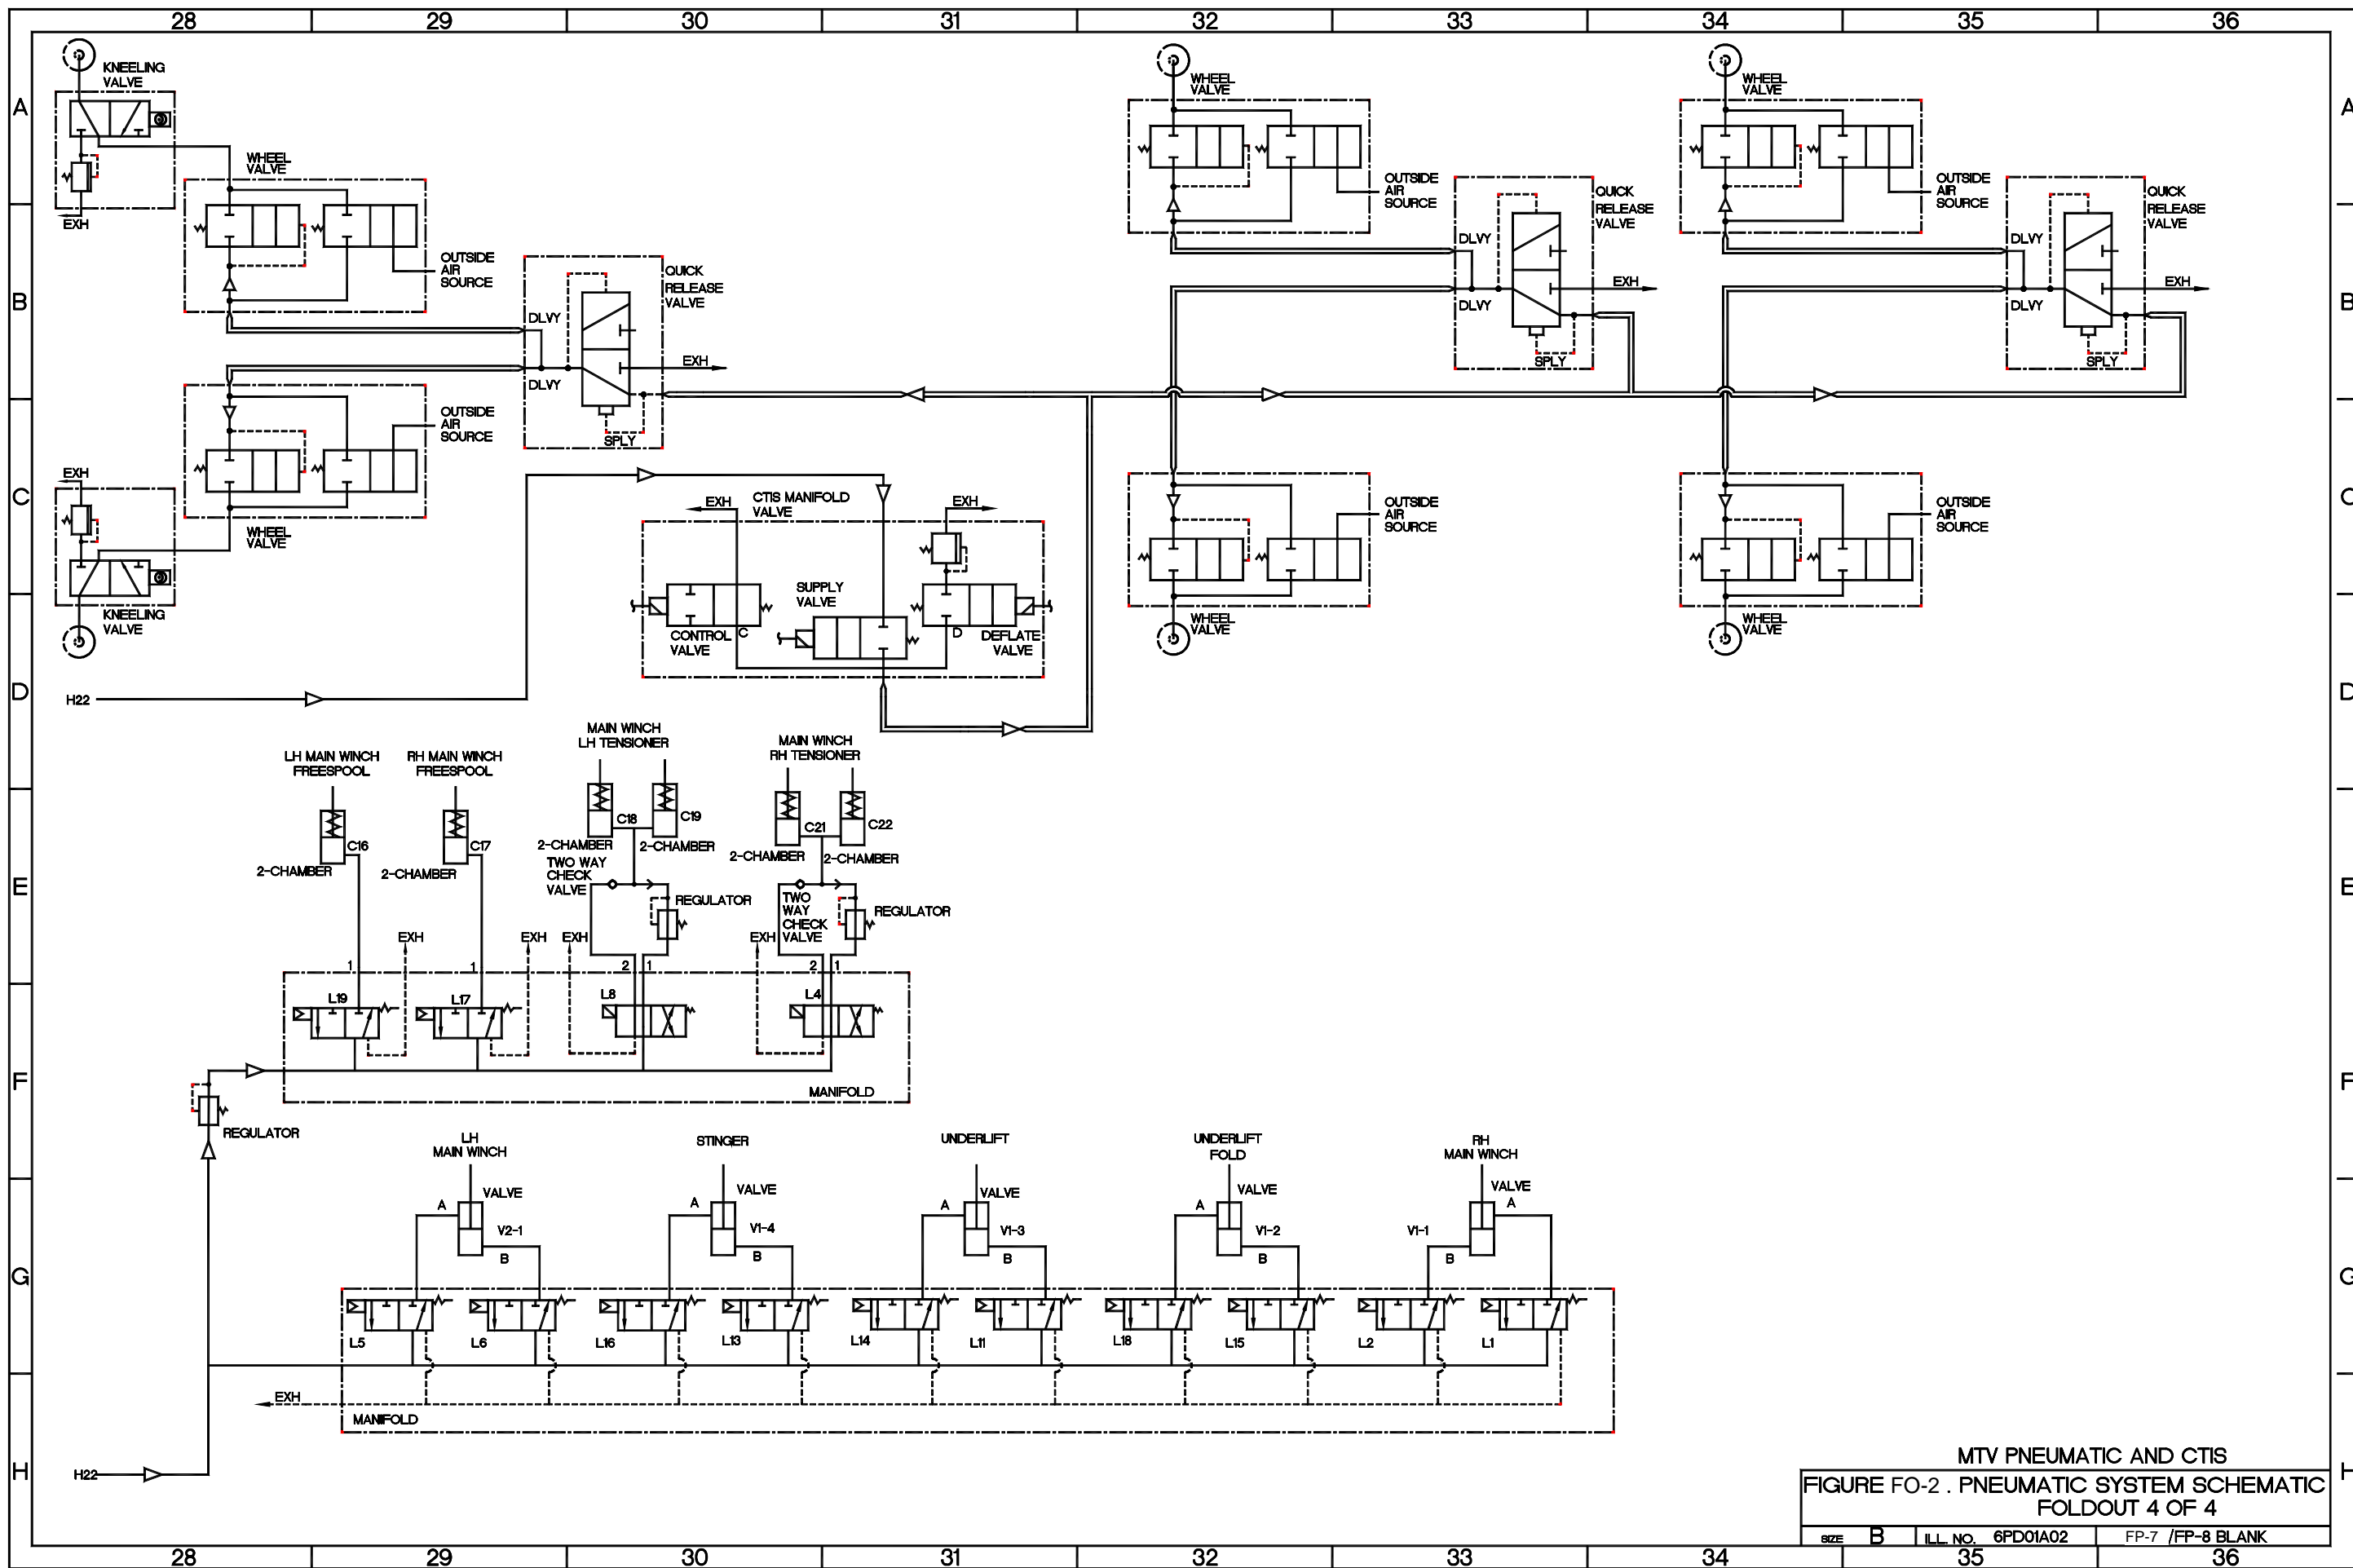 28 29 30 31 32 33 34 35 36
A
B
C
D
E
F
G
H
A
B
C
D
E
F
G
H
KNEELING
VALVE
EXH
WHEEL
VALVE
OUTSIDE
AIR
SOURCE
DLVY
DLVY
EXH
SPLY
QUICK
RELEASE
VALVE
OUTSIDE
AIR
SOURCE
WHEEL
VALVE
EXH
KNEELING
VALVE
WHEEL
VALVE
OUTSIDE
AIR
SOURCE
DLVY
DLVY
EXH
SPLY
QUICK
RELEASE
VALVE
OUTSIDE
AIR
SOURCE
WHEEL
VALVE
WHEEL
VALVE
OUTSIDE
AIR
SOURCE
DLVY
DLVY
EXH
SPLY
QUICK
RELEASE
VALVE
OUTSIDE
AIR
SOURCE
WHEEL
VALVE
EXH
CTIS MANIFOLD
VALVE
EXH
SUPPLY
VALVE
CONTROL
VALVE
C
D
DEFLATE
VALVE
H22
LH MAIN WINCH
FREESPOOL
RH MAIN WINCH
FREESPOOL
MAIN WINCH
LH TENSIONER
MAIN WINCH
RH TENSIONER
C16
2-CHAMBER
C17
2-CHAMBER
C18
C19
2-CHAMBER
2-CHAMBER
C21
C22
2-CHAMBER
2-CHAMBER
TWO WAY
CHECK
VALVE
REGULATOR
TWO
WAY
CHECK
VALVE
REGULATOR
EXH
EXH
EXH
EXH
1
1
2 1
2 1
L19
L17
L8
L4
MANIFOLD
REGULATOR
LH
MAIN WINCH
STINGER
UNDERLIFT
UNDERLIFT
FOLD
RH
MAIN WINCH
A
VALVE
V2-1
B
A
VALVE
V1-4
B
A
VALVE
V1-3
B
A
VALVE
V1-2
B
VALVE
A
V1-1
B
L5
L6
L16
L13
L14
L11
L18
L15
L2
L1
EXH
MANIFOLD
H22
MTV PNEUMATIC AND CTIS
FIGURE FO-2 . PNEUMATIC SYSTEM SCHEMATIC
FOLDOUT 4 OF 4
SIZE B ILL. NO. 6PD01A02 FP-7 /FP-8 BLANK
28 29 30 31 32 33 34 35 36